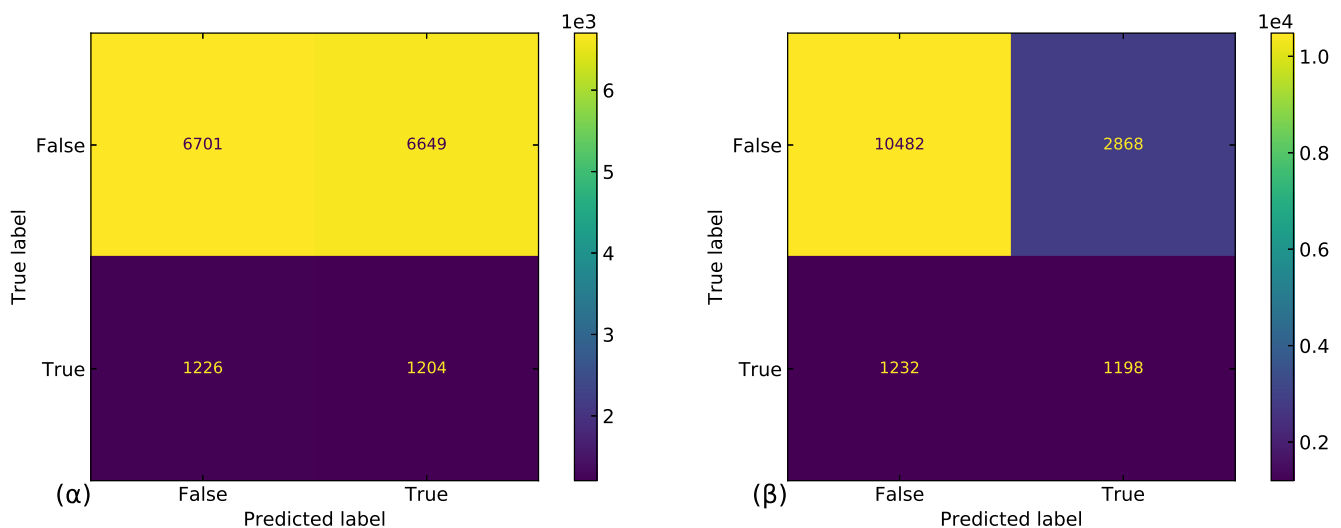 1e3
6
5
4
3
2
True label
False
True
6701
6649
1226
1204
False
True
Predicted label
(α)
1e4
1.0
0.8
0.6
0.4
0.2
True label
False
True
10482
2868
1232
1198
False
True
Predicted label
(β)